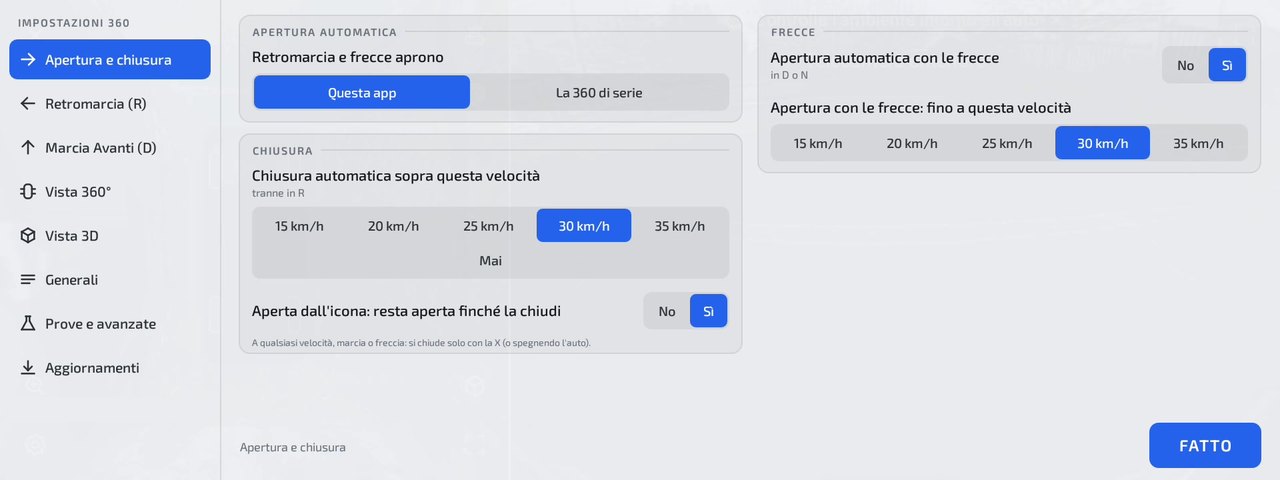 IMPOSTAZIONI 360
Apertura e chiusura
Retromarcia (R)
Marcia Avanti (D)
Vista 360°
Vista 3D
Generali
Prove e avanzate
Aggiornamenti
APERTURA AUTOMATICA
Retromarcia e frecce aprono
Questa app
La 360 di serie
CHIUSURA
Chiusura automatica sopra questa velocità
tranne in R
15 km/h
20 km/h
25 km/h
30 km/h
35 km/h
Mai
Aperta dall'icona: resta aperta finché la chiudi
No
Sì
A qualsiasi velocità, marcia o freccia: si chiude solo con la X (o spegnendo l'auto).
FRECCE
Apertura automatica con le frecce
in D o N
No
Sì
Apertura con le frecce: fino a questa velocità
15 km/h
20 km/h
25 km/h
30 km/h
35 km/h
Apertura e chiusura
FATTO